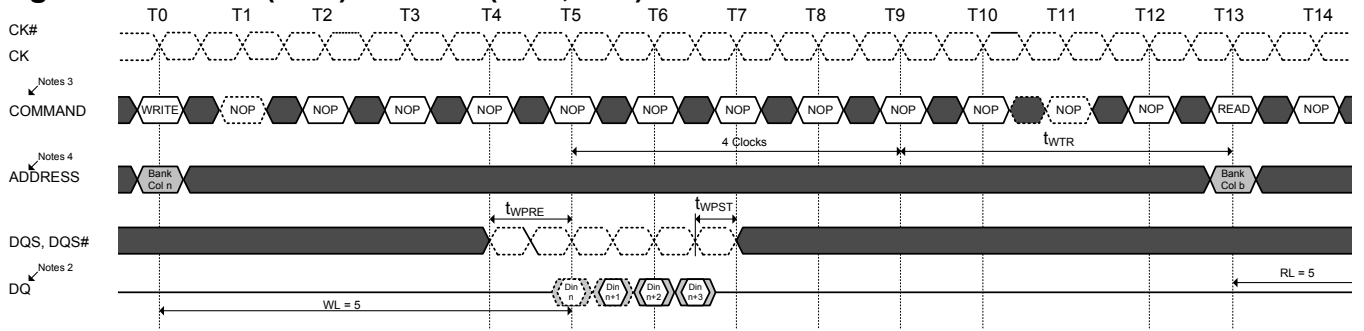 T0 T1 T2 T3 T4 T5 T6 T7 T8 T9 T10 T11 T12 T13 T14
CK#
CK
Notes 3
COMMAND
WRITE NOP NOP NOP NOP NOP NOP NOP NOP NOP NOP NOP NOP READ NOP
4 Clocks tWTR
Notes 4
ADDRESS
Bank Bank
Col n Col b
tWPRE tWPST
DQS, DQS#
Notes 2
DQ
Din Din Din Din
n n+1 n+2 n+3
RL = 5
WL = 5